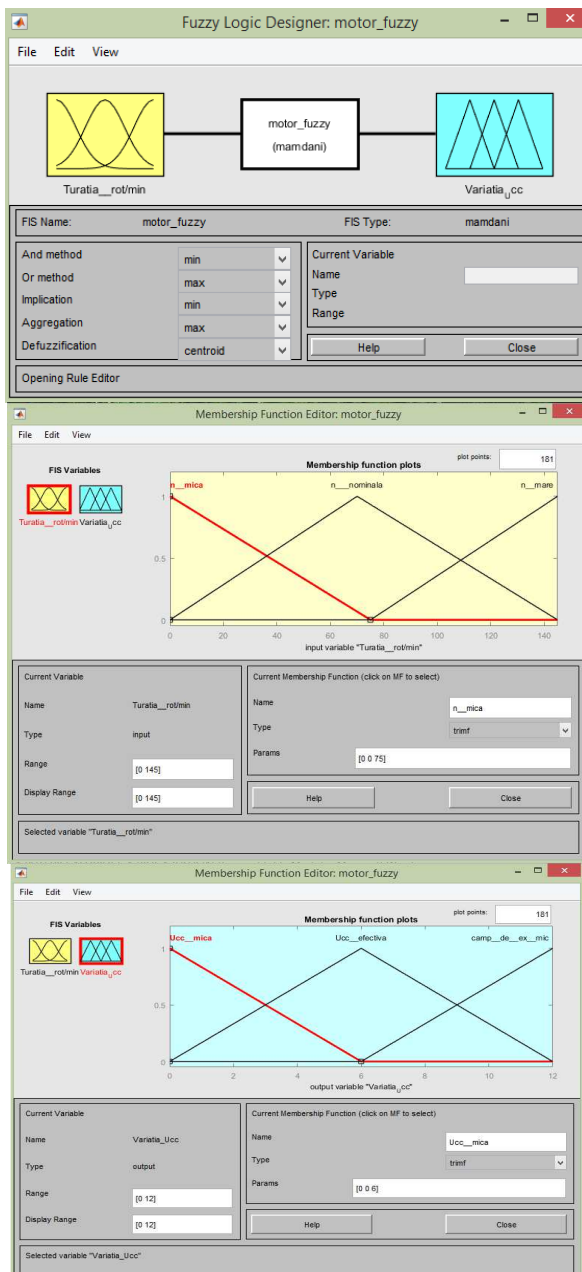 Fuzzy Logic Designer: motor_fuzzy
File Edit View
motor_fuzzy
(mamdani)
Turatia__rot/min
Variatia_Ucc
FIS Name: motor_fuzzy FIS Type: mamdani
And method min
Or method max
Implication min
Aggregation max
Defuzzification centroid
Current Variable
Name
Type
Range
Help Close
Opening Rule Editor
Membership Function Editor: motor_fuzzy
File Edit View
FIS Variables
Turatia__rot/min Variatia_Ucc
Membership function plots
plot points: 181
n__mica n___nominala n__mare
1
0.5
0
0 20 40 60 80 100 120 140
input variable "Turatia__rot/min"
Current Variable
Name Turatia__rot/min
Type input
Range [0 145]
Display Range [0 145]
Current Membership Function (click on MF to select)
Name n__mica
Type trimf
Params [0 0 75]
Help Close
Selected variable "Turatia__rot/min"
Membership Function Editor: motor_fuzzy
File Edit View
FIS Variables
Turatia__rot/min Variatia_Ucc
Membership function plots
plot points: 181
Ucc__mica Ucc__efectiva camp__de__ex__mic
1
0.5
0
0 2 4 6 8 10 12
output variable "Variatia_Ucc"
Current Variable
Name Variatia_Ucc
Type output
Range [0 12]
Display Range [0 12]
Current Membership Function (click on MF to select)
Name Ucc__mica
Type trimf
Params [0 0 6]
Help Close
Selected variable "Variatia_Ucc"